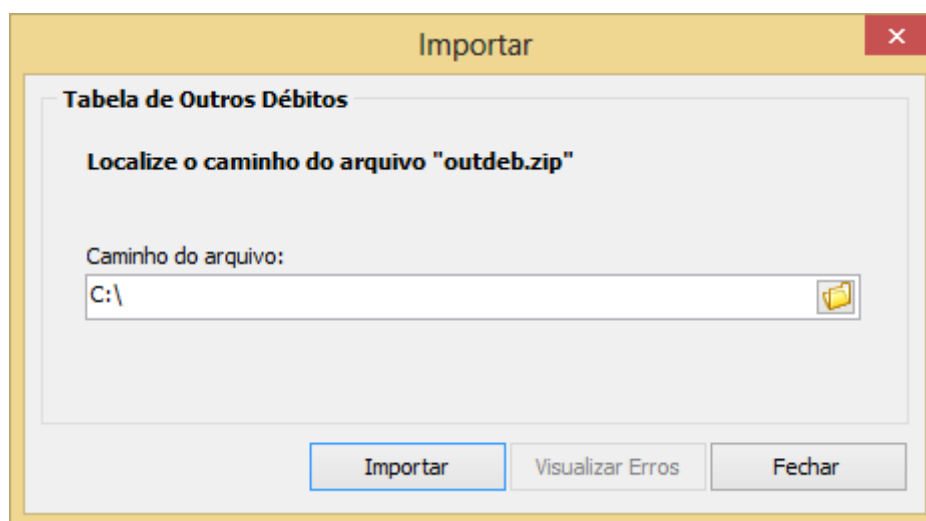 Importar
Tabela de Outros Débitos
Localize o caminho do arquivo "outdeb.zip"
Caminho do arquivo:
C:\
Importar Visualizar Erros Fechar